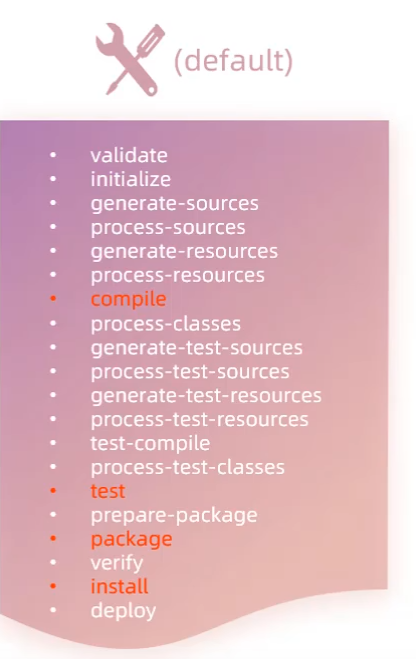 (default)
• validate
• initialize
• generate-sources
• process-sources
• generate-resources
• process-resources
• compile
• process-classes
• generate-test-sources
• process-test-sources
• generate-test-resources
• process-test-resources
• test-compile
• process-test-classes
• test
• prepare-package
• package
• verify
• install
• deploy